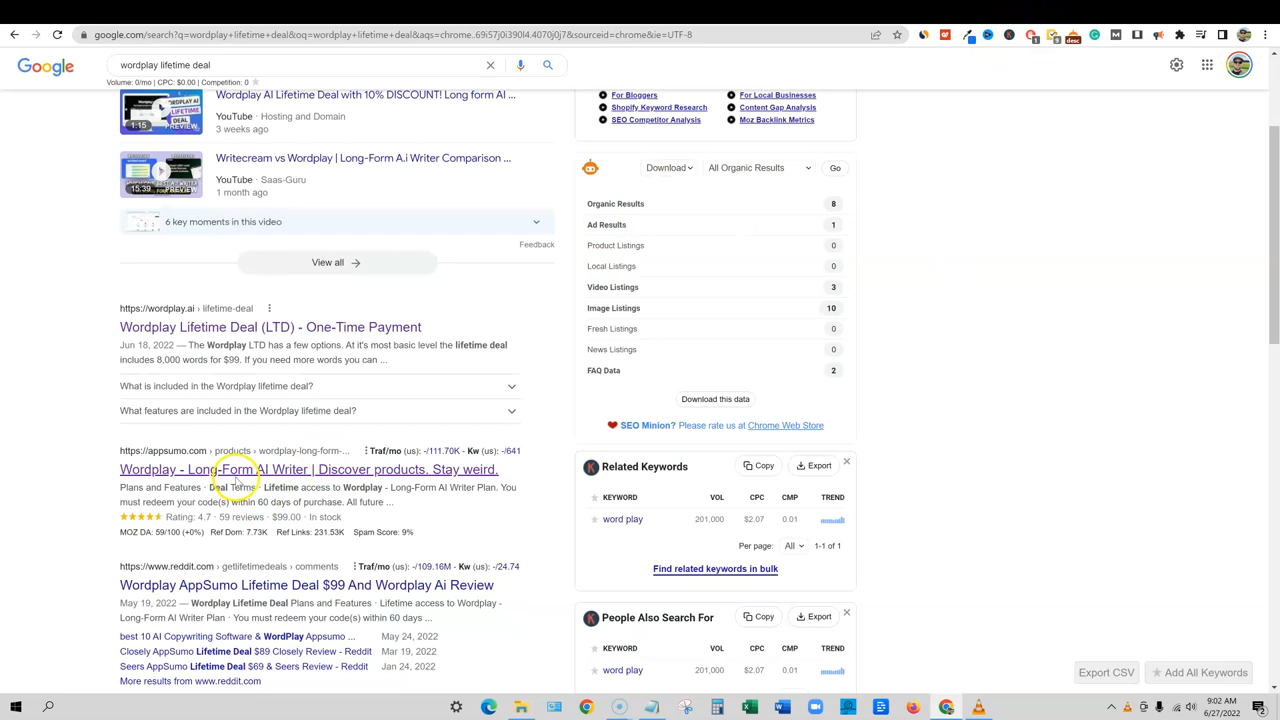 google.com/search?q=wordplay+lifetime+deal&oq=wordplay+lifetime+deal&aqs=chrome..69i57j0i390l4.4070j0j7&sourceid=chrome&ie=UTF-8
Google
wordplay lifetime deal
Volume: 0/mo | CPC: $0.00 | Competition: 0
Wordplay AI Lifetime Deal with 10% DISCOUNT! Long form AI ...
YouTube · Hosting and Domain
3 weeks ago
1:15
Writecream vs Wordplay | Long-Form A.i Writer Comparison ...
YouTube · Saas-Guru
1 month ago
15:39
6 key moments in this video
Feedback
View all
https://wordplay.ai › lifetime-deal
Wordplay Lifetime Deal (LTD) - One-Time Payment
Jun 18, 2022 — The Wordplay LTD has a few options. At it's most basic level the lifetime deal
includes 8,000 words for $99. If you need more words you can ...
What is included in the Wordplay lifetime deal?
What features are included in the Wordplay lifetime deal?
https://appsumo.com › products › wordplay-long-form-...
Traf/mo (us): -/111.70K - Kw (us): -/641
Wordplay - Long-Form AI Writer | Discover products. Stay weird.
Plans and Features · Deal Terms · Lifetime access to Wordplay - Long-Form AI Writer Plan. You
must redeem your code(s) within 60 days of purchase. All future ...
Rating: 4.7 · 59 reviews · $99.00 · In stock
MOZ DA: 59/100 (+0%) Ref Dom: 7.73K Ref Links: 231.53K Spam Score: 9%
https://www.reddit.com › getlifetimedeals › comments
Traf/mo (us): -/109.16M - Kw (us): -/24.74
Wordplay AppSumo Lifetime Deal $99 And Wordplay Ai Review
May 19, 2022 — Wordplay Lifetime Deal Plans and Features · Lifetime access to Wordplay -
Long-Form AI Writer Plan · You must redeem your code(s) within 60 days ...
best 10 AI Copywriting Software & WordPlay Appsumo ... May 24, 2022
Closely AppSumo Lifetime Deal $89 Closely Review - Reddit Mar 19, 2022
Seers AppSumo Lifetime Deal $69 & Seers Review - Reddit Jan 24, 2022
More results from www.reddit.com
For Bloggers
For Local Businesses
Shopify Keyword Research
Content Gap Analysis
SEO Competitor Analysis
Moz Backlink Metrics
Download
All Organic Results
Go
Organic Results 8
Ad Results 1
Product Listings 0
Local Listings 0
Video Listings 3
Image Listings 10
Fresh Listings 0
News Listings 0
FAQ Data 2
Download this data
SEO Minion? Please rate us at Chrome Web Store
Related Keywords
Copy
Export
KEYWORD VOL CPC CMP TREND
word play 201,000 $2.07 0.01
Per page: All 1-1 of 1
Find related keywords in bulk
People Also Search For
Copy
Export
KEYWORD VOL CPC CMP TREND
word play 201,000 $2.07 0.01
Export CSV
Add All Keywords
9:02 AM
6/27/2022